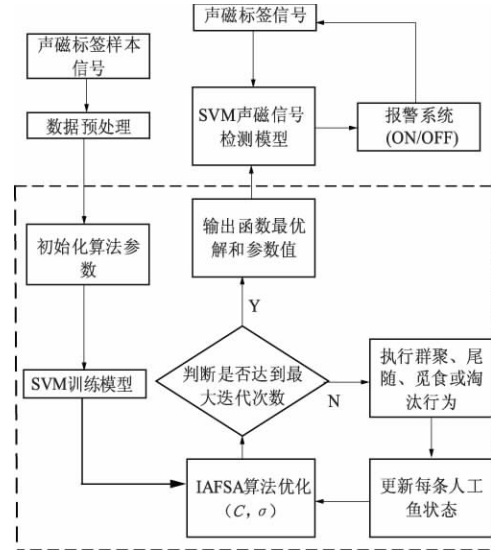 声磁标签样本
信号
数据预处理
初始化算法参
数
SVM训练模型
声磁标签信号
SVM声磁信号
检测模型
报警系统
(ON/OFF)
输出函数最优
解和参数值
Y
判断是否达到最
大迭代次数
N
执行群聚、尾
随、觅食或淘
汰行为
IAFSA算法优化
(C, σ)
更新每条人工
鱼状态